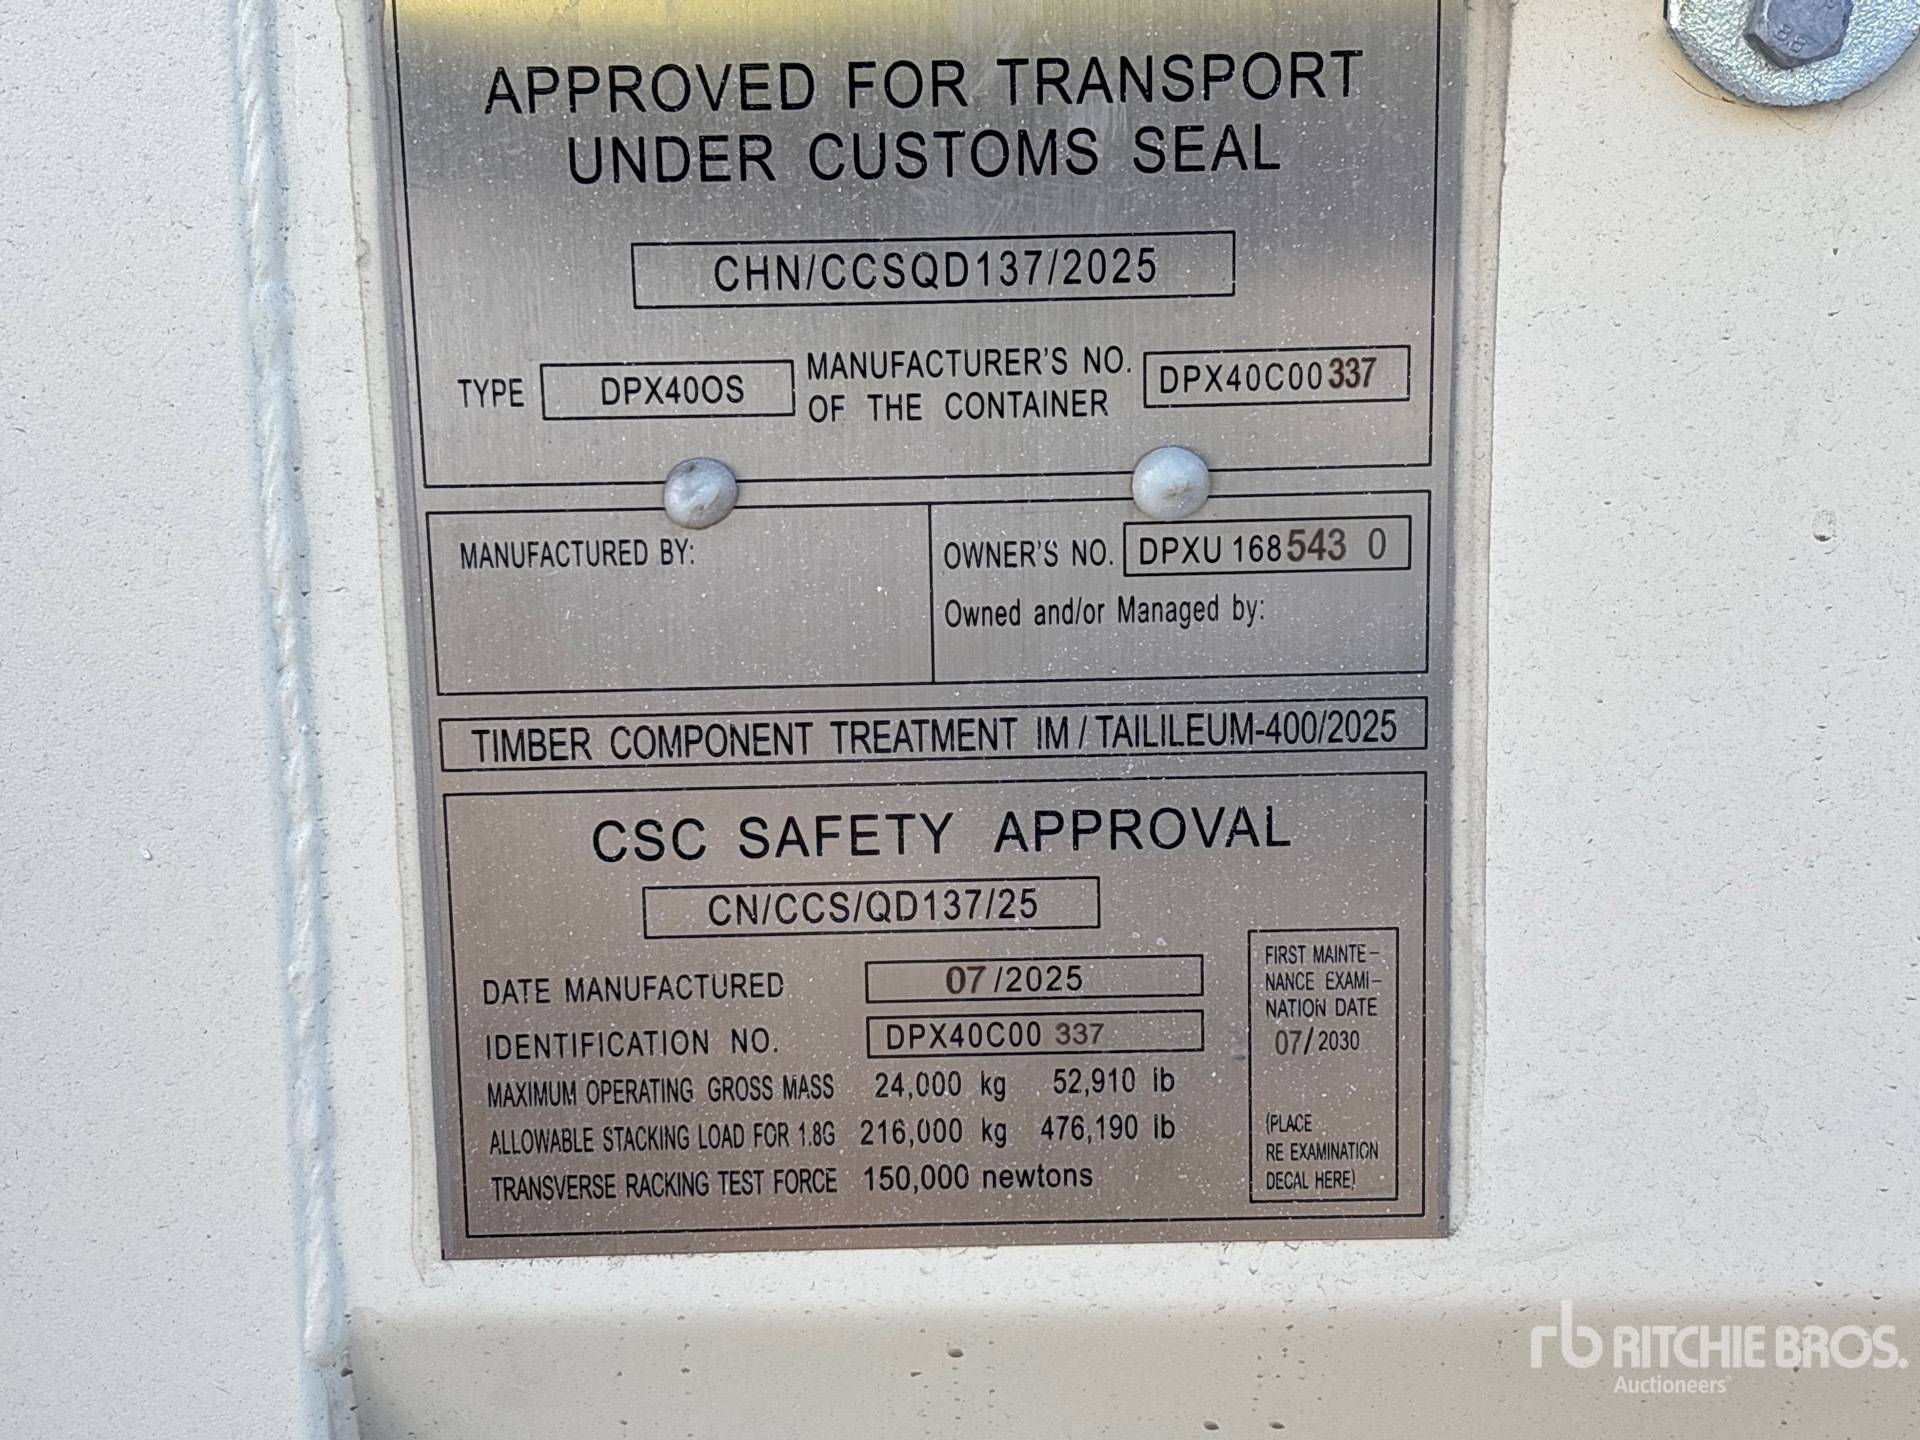 APPROVED FOR TRANSPORT
UNDER CUSTOMS SEAL
CHN/CCSQD137/2025
TYPE DPX40OS MANUFACTURER'S NO. OF THE CONTAINER DPX40C00337
MANUFACTURED BY:
OWNER'S NO. DPXU 168543 0
Owned and/or Managed by:
TIMBER COMPONENT TREATMENT IM / TAILILEUM-400/2025
CSC SAFETY APPROVAL
CN/CCS/QD137/25
DATE MANUFACTURED 07/2025
IDENTIFICATION NO. DPX40C00 337
MAXIMUM OPERATING GROSS MASS 24,000 kg 52,910 lb
ALLOWABLE STACKING LOAD FOR 1.8G 216,000 kg 476,190 lb
TRANSVERSE RACKING TEST FORCE 150,000 newtons
FIRST MAINTE-
NANCE EXAMI-
NATION DATE
07/2030
(PLACE
RE EXAMINATION
DECAL HERE)
rb RITCHIE BROS.
Auctioneers